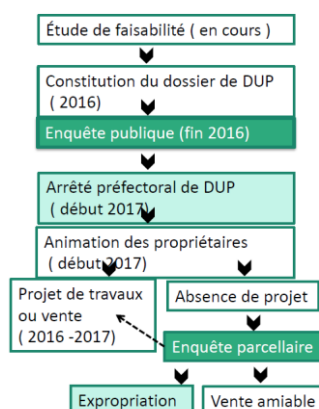 Étude de faisabilité ( en cours )
Constitution du dossier de DUP
( 2016)
Enquête publique (fin 2016)
Arrêté préfectoral de DUP
( début 2017)
Animation des propriétaires
( début 2017)
Projet de travaux
ou vente
( 2016 -2017)
Absence de projet
Enquête parcellaire
Expropriation
Vente amiable